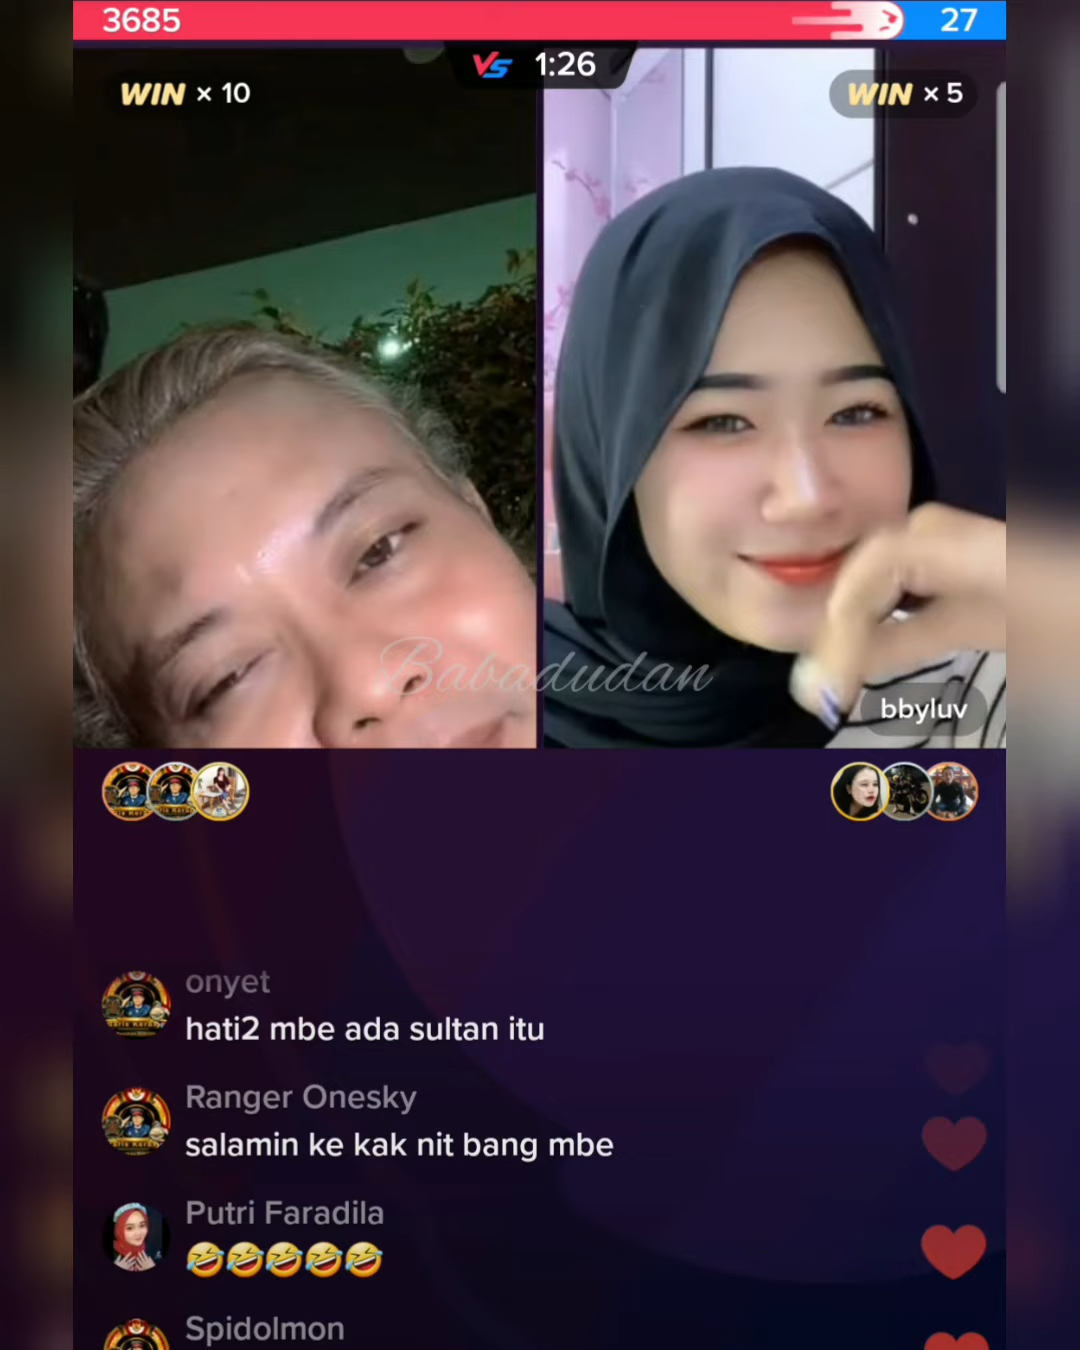 3685
27
VS 1:26
WIN × 10
WIN × 5
Babadudan
bbyluv
onyet
hati2 mbe ada sultan itu
Ranger Onesky
salamin ke kak nit bang mbe
Putri Faradila
🤣🤣🤣🤣🤣
Spidolmon